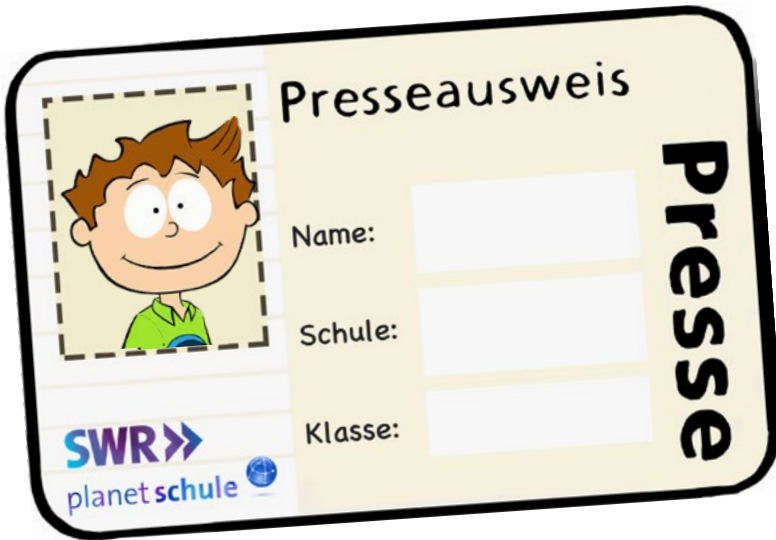 Presseausweis
Name:
Schule:
Klasse:
Presse
SWR»
planet schule